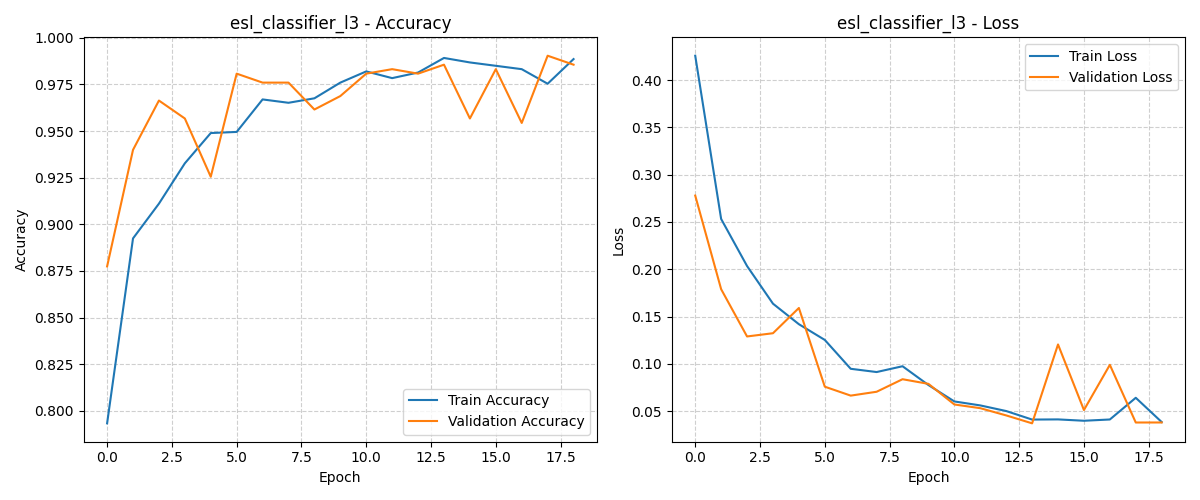 esl_classifier_l3 - Accuracy
1.000
0.975
0.950
0.925
0.900
0.875
0.850
0.825
0.800
Accuracy
Train Accuracy
Validation Accuracy
0.0 2.5 5.0 7.5 10.0 12.5 15.0 17.5
Epoch
esl_classifier_l3 - Loss
Train Loss
Validation Loss
0.40
0.35
0.30
0.25
0.20
0.15
0.10
0.05
Loss
0.0 2.5 5.0 7.5 10.0 12.5 15.0 17.5
Epoch